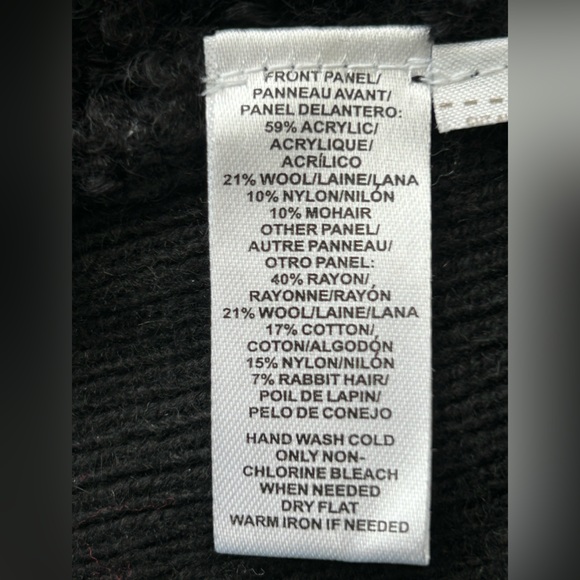 FRONT PANEL/
PANNEAU AVANT/
PANEL DELANTERO:
59% ACRYLIC/
ACRYLIQUE/
ACRÍLICO
21% WOOL/LAINE/LANA
10% NYLON/NILÓN
10% MOHAIR
OTHER PANEL/
AUTRE PANNEAU/
OTRO PANEL:
40% RAYON/
RAYONNE/RAYÓN
21% WOOL/LAINE/LANA
17% COTTON/
COTON/ALGODÓN
15% NYLON/NILÓN
7% RABBIT HAIR/
POIL DE LAPIN/
PELO DE CONEJO
HAND WASH COLD
ONLY NON-
CHLORINE BLEACH
WHEN NEEDED
DRY FLAT
WARM IRON IF NEEDED